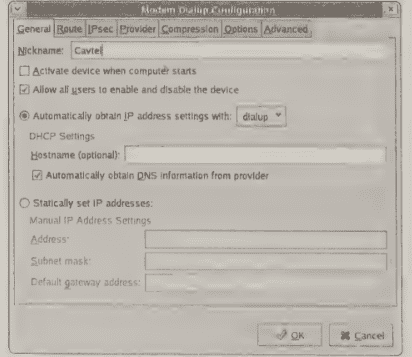 Modem Dialup Configuration
General Route IPsec Provider Compression Options Advanced
Nickname: Cavtel
Activate device when computer starts
Allow all users to enable and disable the device
Automatically obtain IP address settings with: dialup
DHCP Settings
Hostname (optional):
Automatically obtain DNS information from provider
Statically set IP addresses:
Manual IP Address Settings
Address:
Subnet mask:
Default gateway address:
OK Cancel